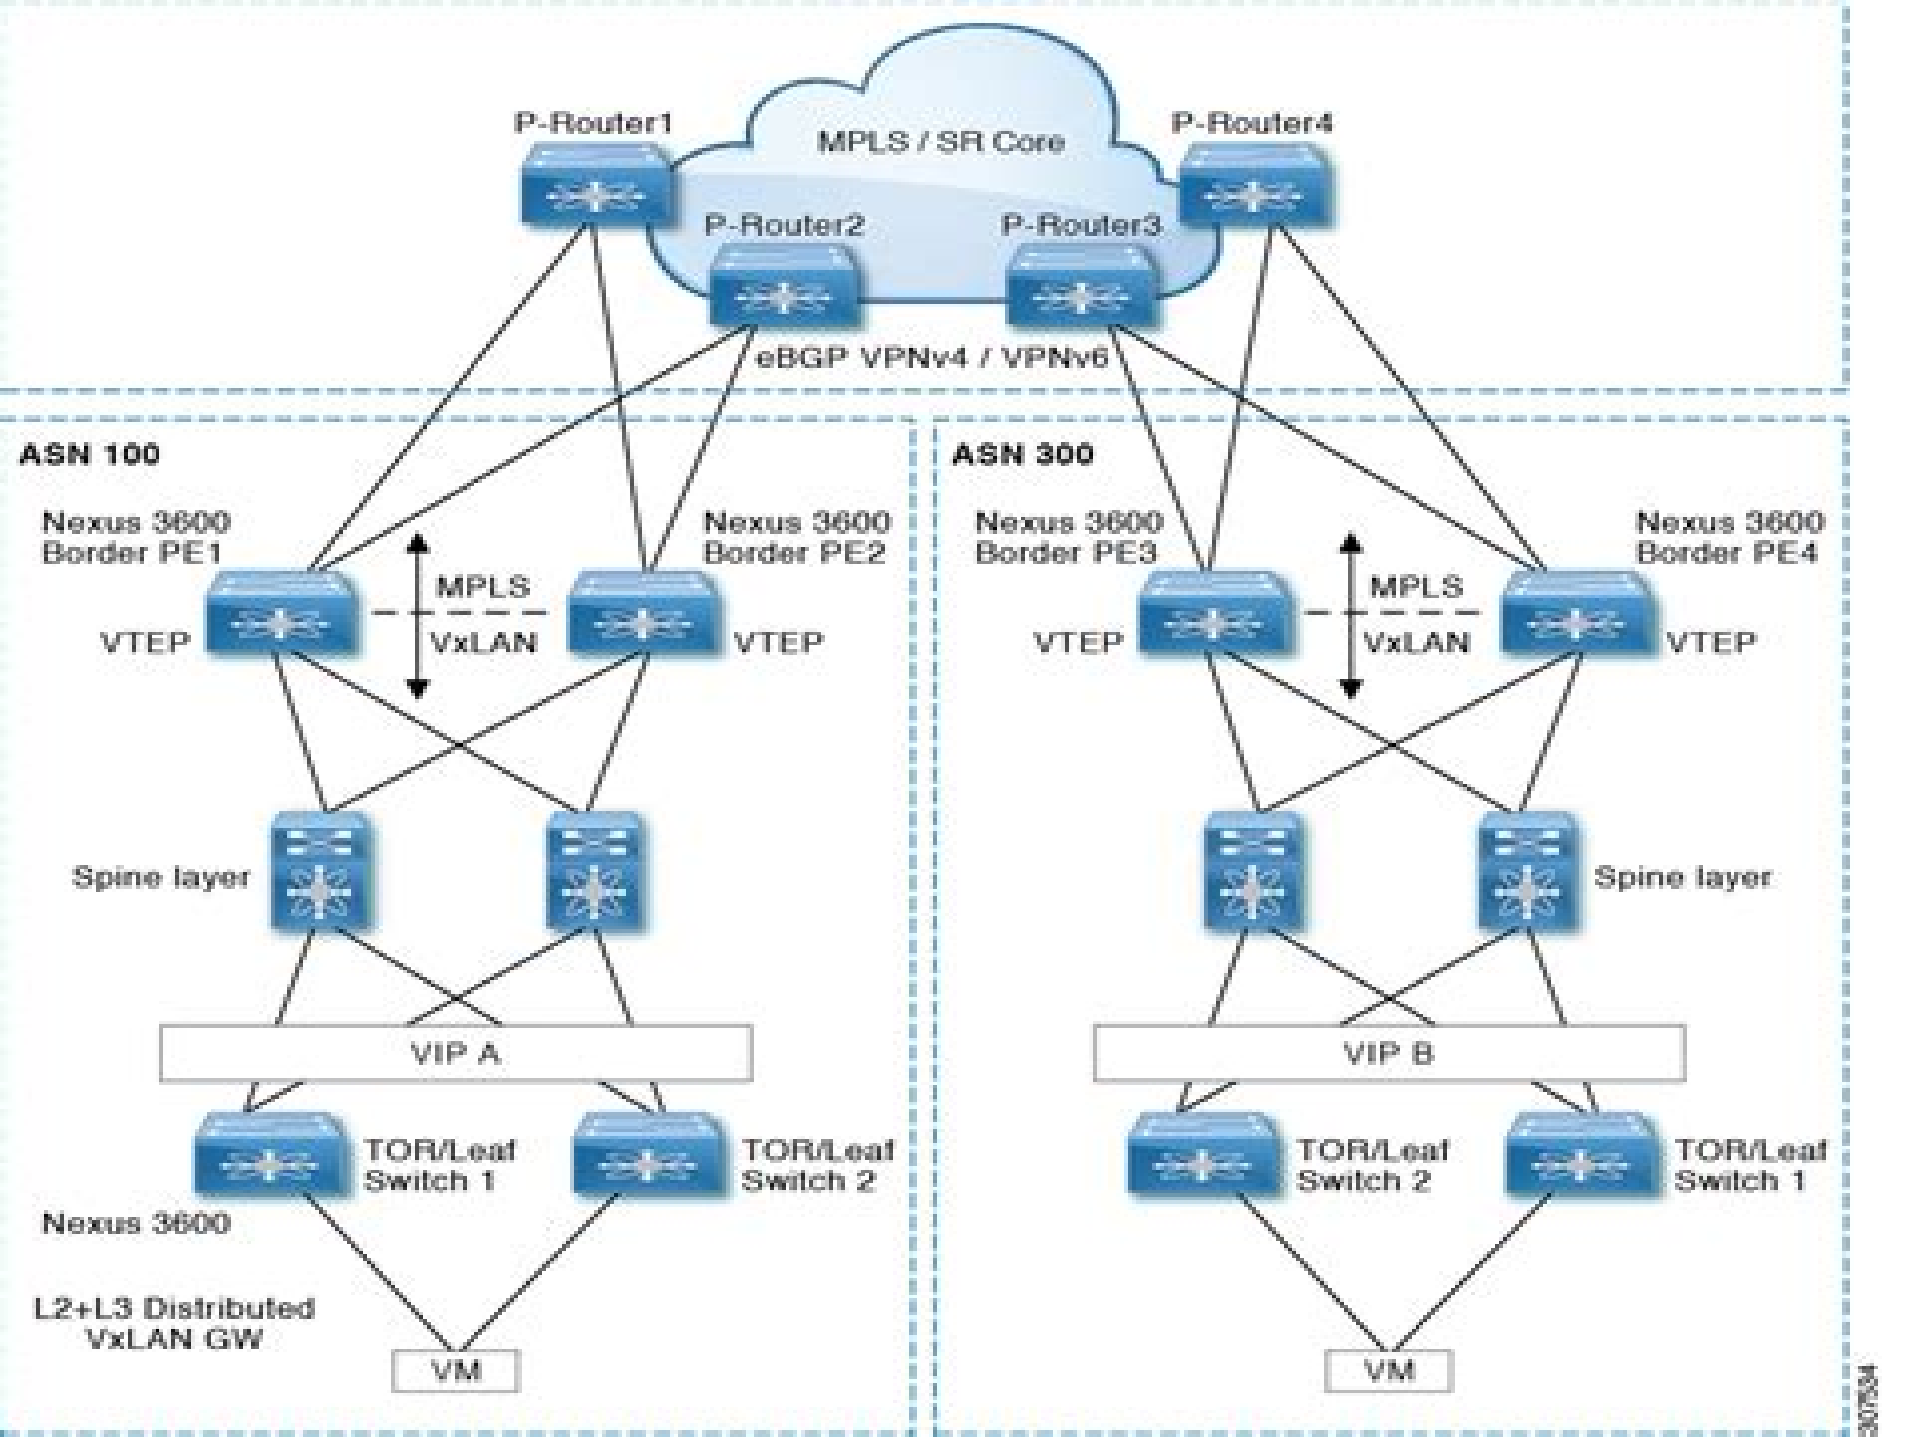 P-Router1
P-Router4
MPLS / SR Core
P-Router2
P-Router3
eBGP VPNv4 / VPNv6
ASN 100
ASN 300
Nexus 3600
Border PE1
Nexus 3600
Border PE2
Nexus 3600
Border PE3
Nexus 3600
Border PE4
MPLS
MPLS
VTEP
VxLAN
VTEP
VTEP
VxLAN
VTEP
Spine layer
Spine layer
VIP A
VIP B
TOR/Leaf
Switch 1
TOR/Leaf
Switch 2
TOR/Leaf
Switch 2
TOR/Leaf
Switch 1
Nexus 3600
L2+L3 Distributed
VxLAN GW
VM
VM
307534